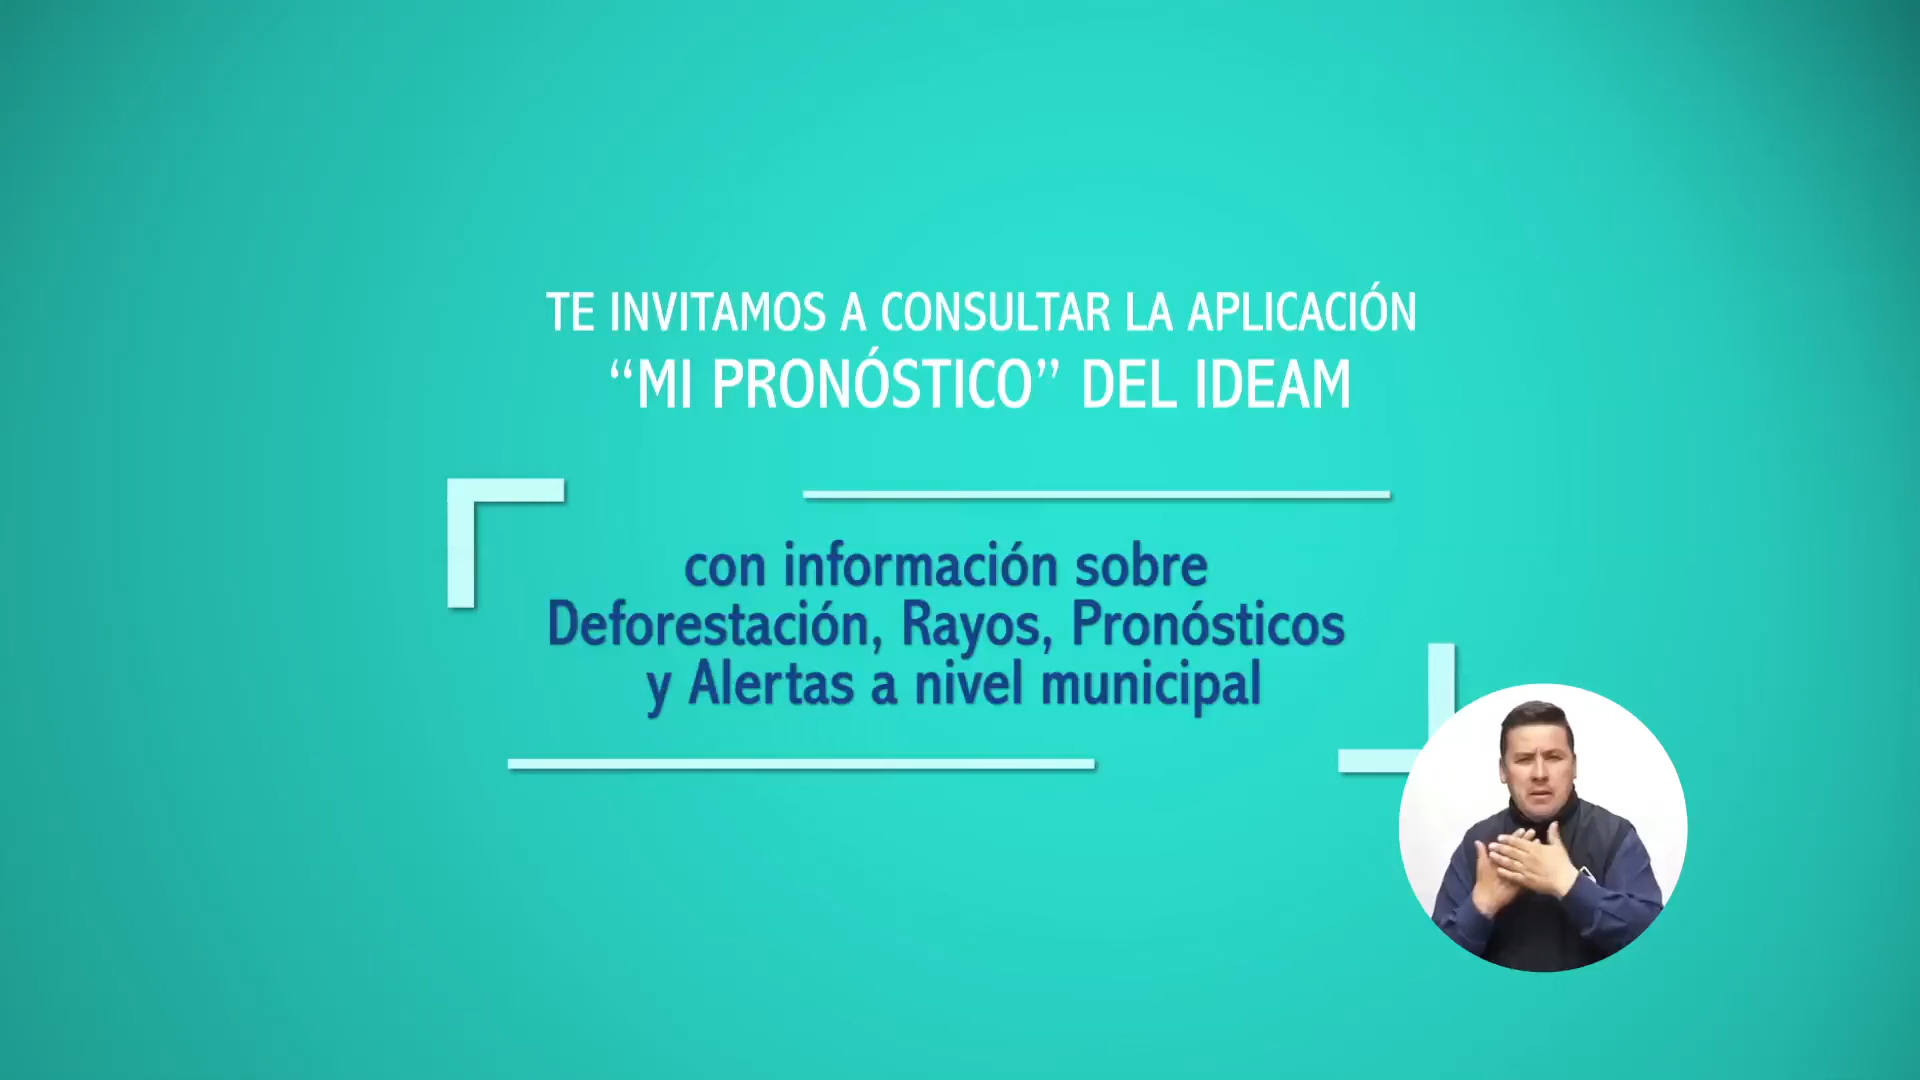 TE INVITAMOS A CONSULTAR LA APLICACIÓN
“MI PRONÓSTICO” DEL IDEAM
con información sobre
Deforestación, Rayos, Pronósticos
y Alertas a nivel municipal